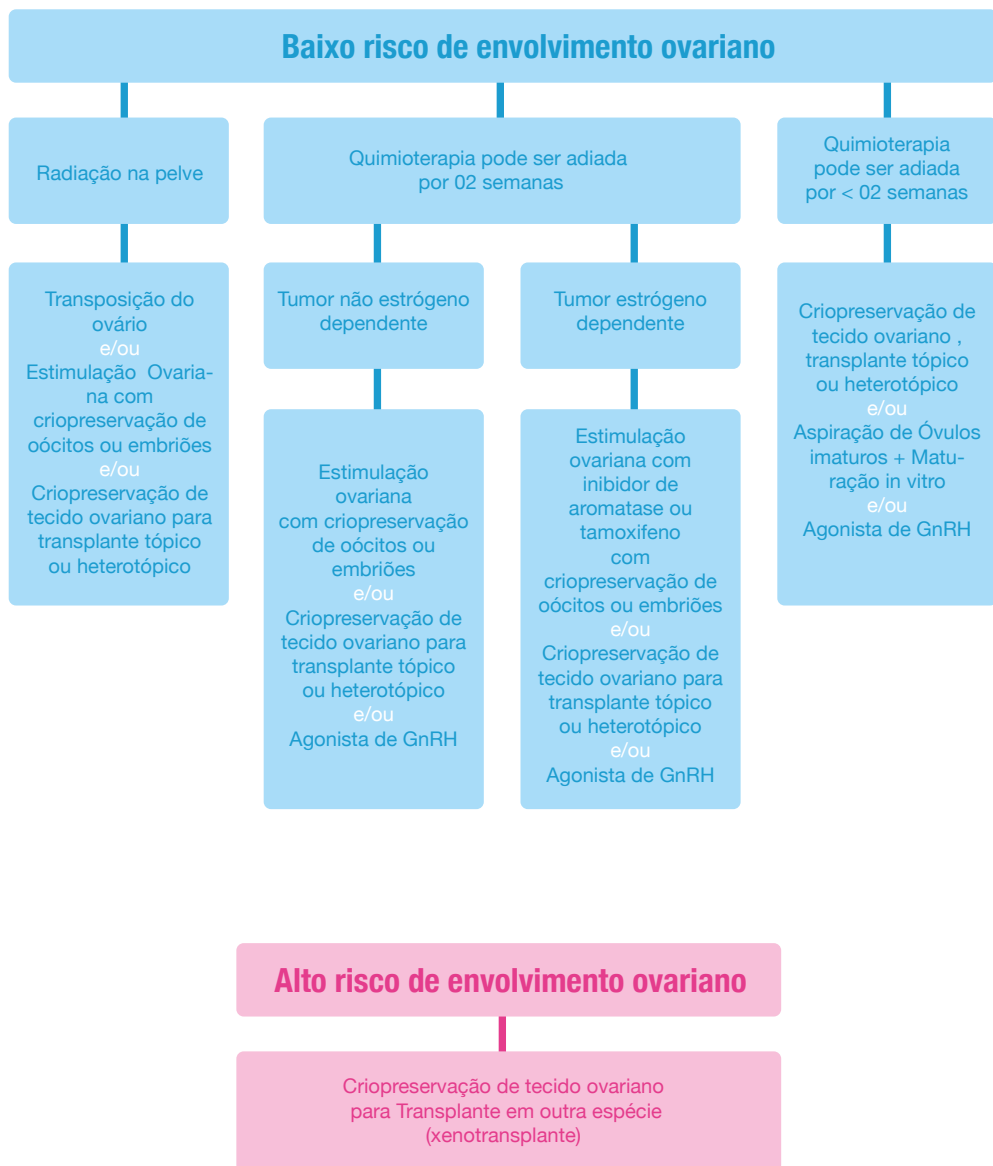 Baixo risco de envolvimento ovariano
Radiação na pelve
Quimioterapia pode ser adiada
por 02 semanas
Quimioterapia
pode ser adiada
por < 02 semanas
Transposição do
ovário
e/ou
Estimulação Ovaria-
na com
criopreservação de
oócitos ou embriões
e/ou
Criopreservação de
tecido ovariano para
transplante tópico
ou heterotópico
Tumor não estrógeno
dependente
Estimulação
ovariana
com criopreservação
de oócitos ou
embriões
e/ou
Criopreservação de
tecido ovariano para
transplante tópico
ou heterotópico
e/ou
Agonista de GnRH
Tumor estrógeno
dependente
Estimulação
ovariana com
inibidor de
aromatase ou
tamoxifeno
com
criopreservação de
oócitos ou embriões
e/ou
Criopreservação de
tecido ovariano para
transplante tópico
ou heterotópico
e/ou
Agonista de GnRH
Criopreservação de
tecido ovariano ,
transplante tópico
ou heterotópico
e/ou
Aspiração de Óvulos
imaturos + Matu-
ração in vitro
e/ou
Agonista de GnRH
Alto risco de envolvimento ovariano
Criopreservação de tecido ovariano
para Transplante em outra espécie
(xenotransplante)